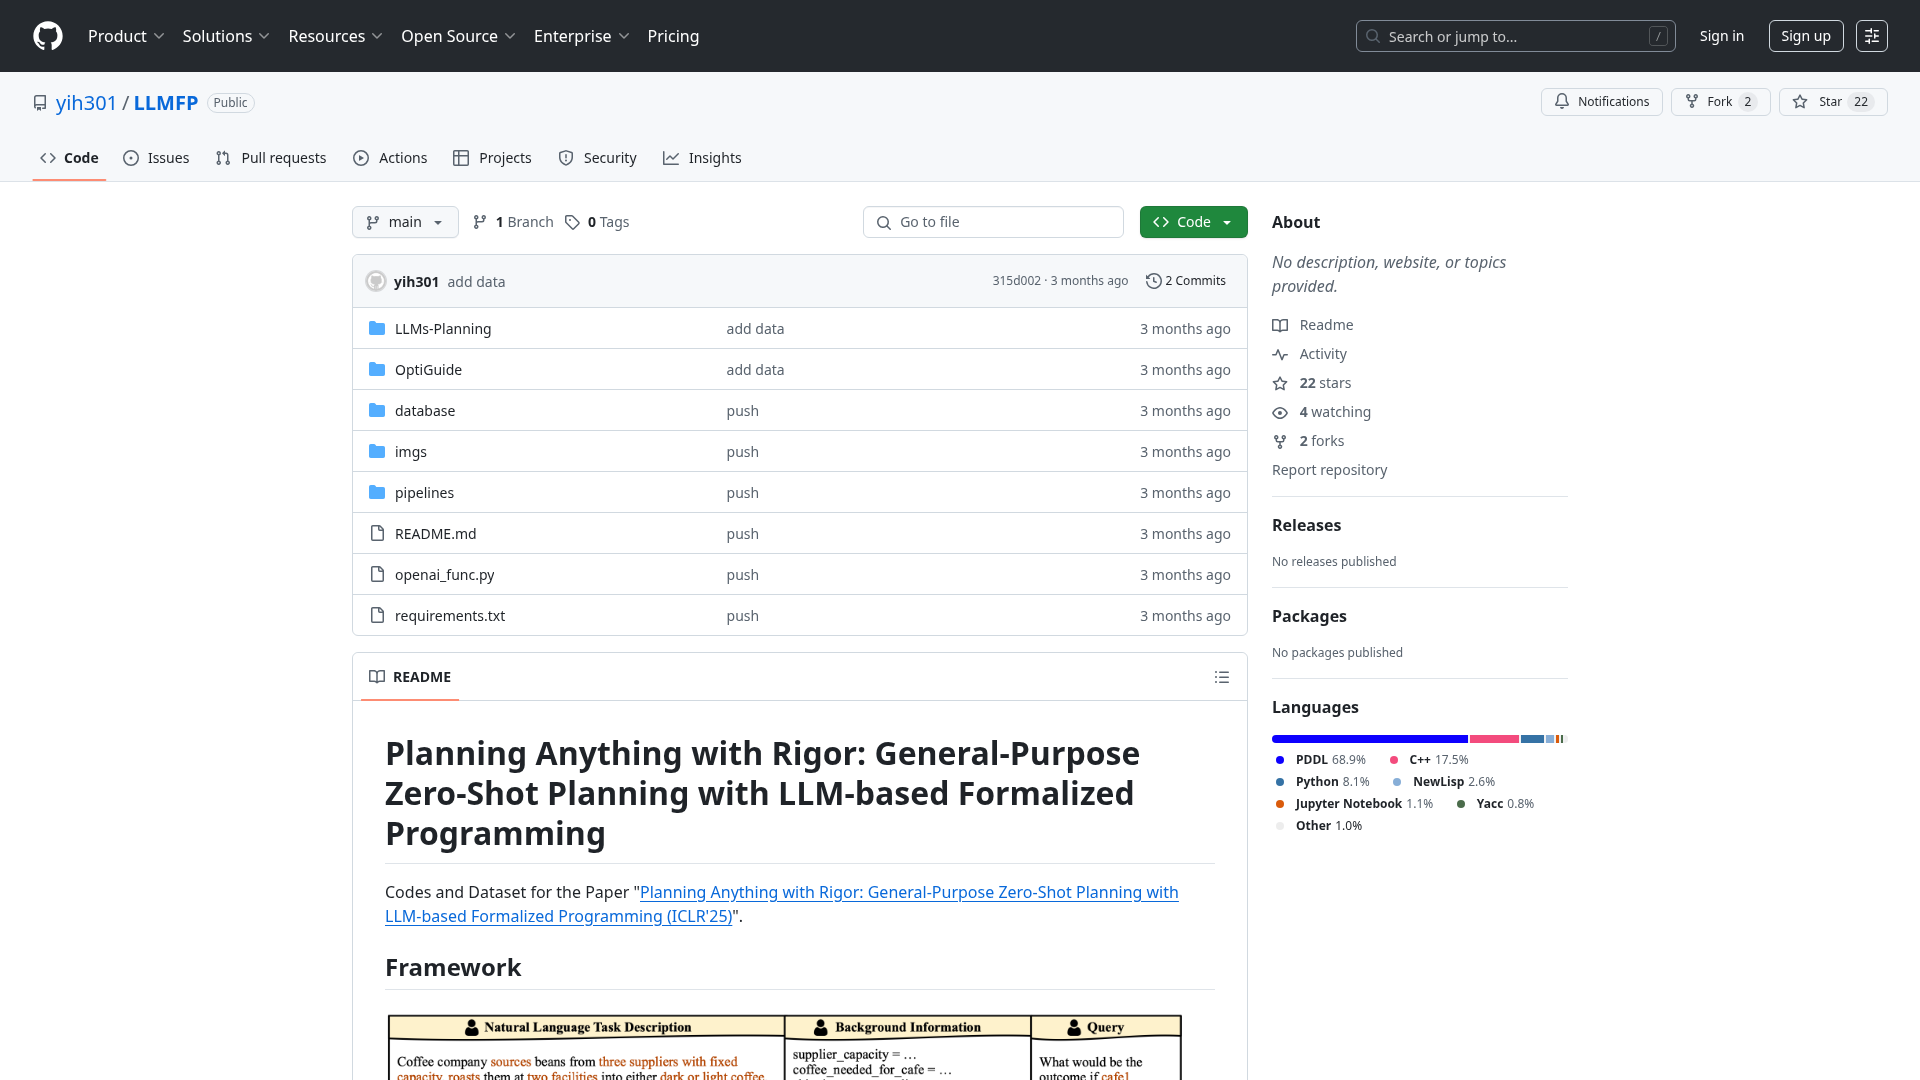 Product Solutions Resources Open Source Enterprise Pricing Search or jump to... / Sign in Sign up
yih301 / LLMFP Public Notifications Fork 2 Star 22
Code Issues Pull requests Actions Projects Security Insights
main 1 Branch 0 Tags Go to file Code
yih301 add data 315d002 · 3 months ago 2 Commits
LLMs-Planning add data 3 months ago
OptiGuide add data 3 months ago
database push 3 months ago
imgs push 3 months ago
pipelines push 3 months ago
README.md push 3 months ago
openai_func.py push 3 months ago
requirements.txt push 3 months ago
README
Planning Anything with Rigor: General-Purpose
Zero-Shot Planning with LLM-based Formalized
Programming
Codes and Dataset for the Paper "Planning Anything with Rigor: General-Purpose Zero-Shot Planning with
LLM-based Formalized Programming (ICLR'25)".
Framework
Natural Language Task Description
Coffee company sources beans from three suppliers with fixed
capacity, roasts them at two facilities into either dark or light coffee,
Background Information
supplier_capacity = ...
coffee_needed_for_cafe = ...
Query
What would be the
outcome if cafe1
About
No description, website, or topics
provided.
Readme
Activity
22 stars
4 watching
2 forks
Report repository
Releases
No releases published
Packages
No packages published
Languages
PDDL 68.9% C++ 17.5%
Python 8.1% NewLisp 2.6%
Jupyter Notebook 1.1% Yacc 0.8%
Other 1.0%